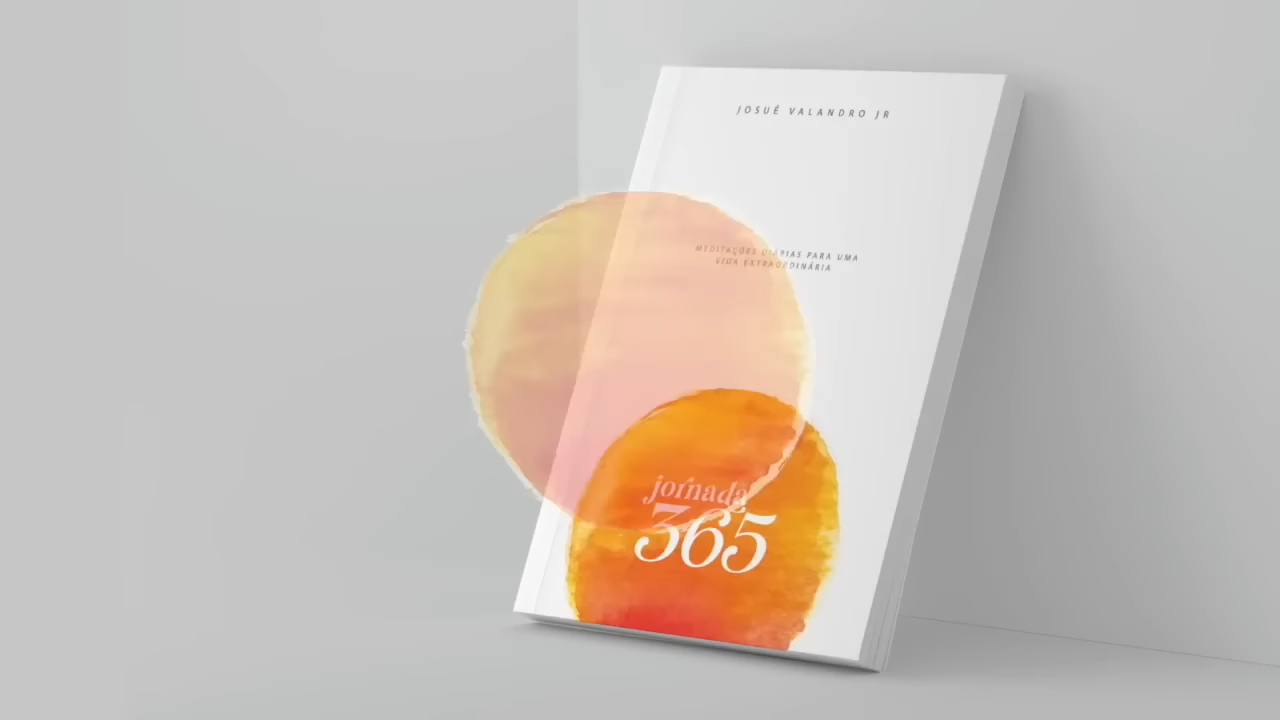 JOSUÉ VALANDRO JR
MEDITAÇÕES DIÁRIAS PARA UMA
VIDA EXTRAORDINÁRIA
jornada
365